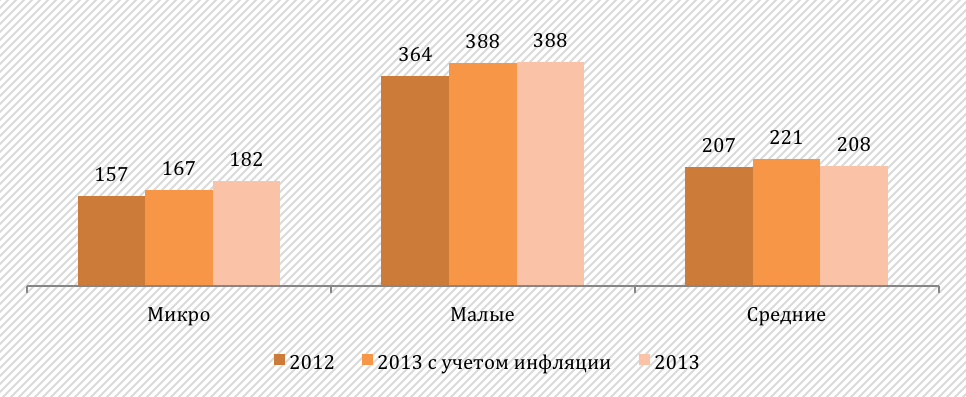 364 388 388
157 167 182 207 221 208
Микро Малые Средние
2012 2013 с учетом инфляции 2013